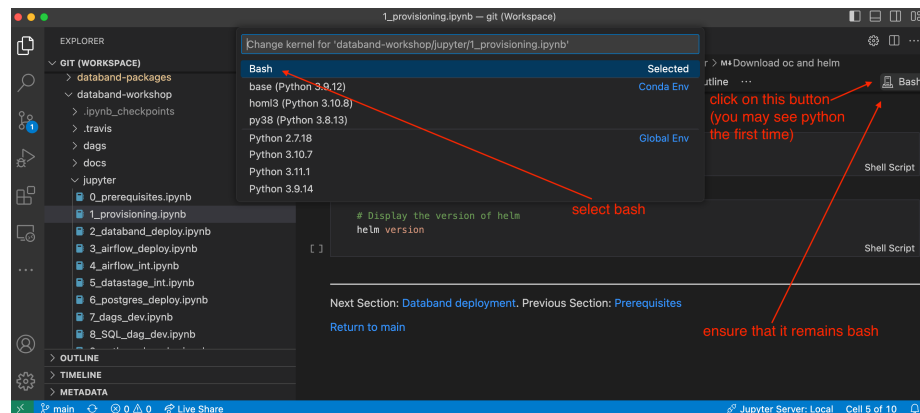 1_provisioning.ipynb — git (Workspace)
EXPLORER
GIT (WORKSPACE)
databand-packages
databand-workshop
.ipynb_checkpoints
.travis
dags
docs
jupyter
0_prerequisites.ipynb
1_provisioning.ipynb
2_databand_deploy.ipynb
3_airflow_deploy.ipynb
4_airflow_int.ipynb
5_datastage_int.ipynb
6_postgres_deploy.ipynb
7_dags_dev.ipynb
8_SQL_dag_dev.ipynb
OUTLINE
TIMELINE
METADATA
1
Change kernel for 'databand-workshop/jupyter/1_provisioning.ipynb'
Bash Selected
base (Python 3.9.12) Conda Env
homl3 (Python 3.10.8)
py38 (Python 3.8.13)
Python 2.7.18 Global Env
Python 3.10.7
Python 3.11.1
Python 3.9.14
r > M↓Download oc and helm
utline ···
Bash
click on this button
(you may see python
the first time)
Shell Script
select bash
# Display the version of helm
helm version
[ ]
Shell Script
Next Section: Databand deployment. Previous Section: Prerequisites
Return to main
ensure that it remains bash
main 0 0 Live Share
Jupyter Server: Local Cell 5 of 10